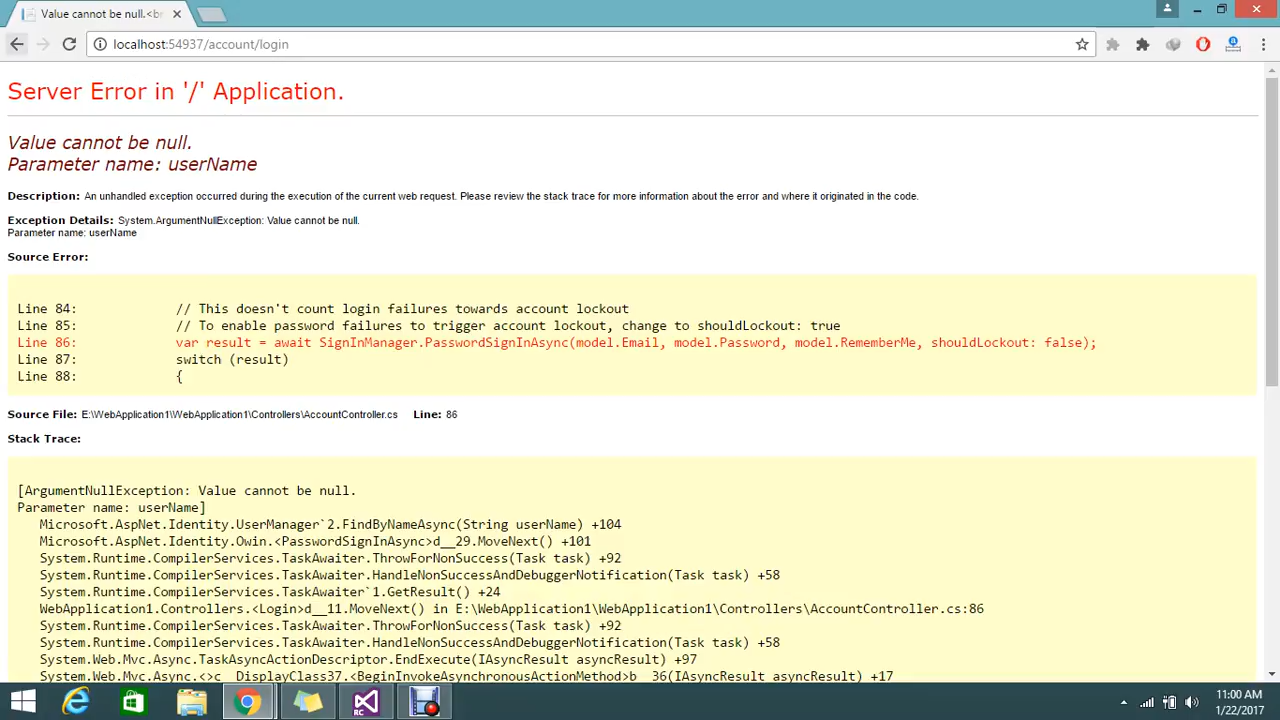 Value cannot be null.<br
localhost:54937/account/login
Server Error in '/' Application.
Value cannot be null.
Parameter name: userName
Description: An unhandled exception occurred during the execution of the current web request. Please review the stack trace for more information about the error and where it originated in the code.
Exception Details: System.ArgumentNullException: Value cannot be null.
Parameter name: userName
Source Error:
Line 84:             // This doesn't count login failures towards account lockout
Line 85:             // To enable password failures to trigger account lockout, change to shouldLockout: true
Line 86:             var result = await SignInManager.PasswordSignInAsync(model.Email, model.Password, model.RememberMe, shouldLockout: false);
Line 87:             switch (result)
Line 88:             {
Source File: E:\WebApplication1\WebApplication1\Controllers\AccountController.cs    Line: 86
Stack Trace:
[ArgumentNullException: Value cannot be null.
Parameter name: userName]
   Microsoft.AspNet.Identity.UserManager`2.FindByNameAsync(String userName) +104
   Microsoft.AspNet.Identity.Owin.<PasswordSignInAsync>d__29.MoveNext() +101
   System.Runtime.CompilerServices.TaskAwaiter.ThrowForNonSuccess(Task task) +92
   System.Runtime.CompilerServices.TaskAwaiter.HandleNonSuccessAndDebuggerNotification(Task task) +58
   System.Runtime.CompilerServices.TaskAwaiter`1.GetResult() +24
   WebApplication1.Controllers.<Login>d__11.MoveNext() in E:\WebApplication1\WebApplication1\Controllers\AccountController.cs:86
   System.Runtime.CompilerServices.TaskAwaiter.ThrowForNonSuccess(Task task) +92
   System.Runtime.CompilerServices.TaskAwaiter.HandleNonSuccessAndDebuggerNotification(Task task) +58
   System.Web.Mvc.Async.TaskAsyncActionDescriptor.EndExecute(IAsyncResult asyncResult) +97
   System.Web.Mvc.Async.<>c__DisplayClass37.<BeginInvokeAsynchronousActionMethod>b__36(IAsyncResult asyncResult) +17
RC
11:00 AM
1/22/2017